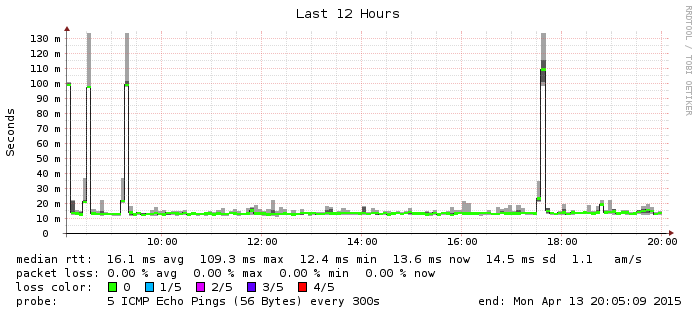 Last 12 Hours
RRDTOOL / TOBI OETIKER
Seconds
130 m
120 m
110 m
100 m
90 m
80 m
70 m
60 m
50 m
40 m
30 m
20 m
10 m
0
10:00 12:00 14:00 16:00 18:00 20:00
median rtt: 16.1 ms avg 109.3 ms max 12.4 ms min 13.6 ms now 14.5 ms sd 1.1 am/s
packet loss: 0.00 % avg 0.00 % max 0.00 % min 0.00 % now
loss color: 0 1/5 2/5 3/5 4/5
probe: 5 ICMP Echo Pings (56 Bytes) every 300s end: Mon Apr 13 20:05:09 2015